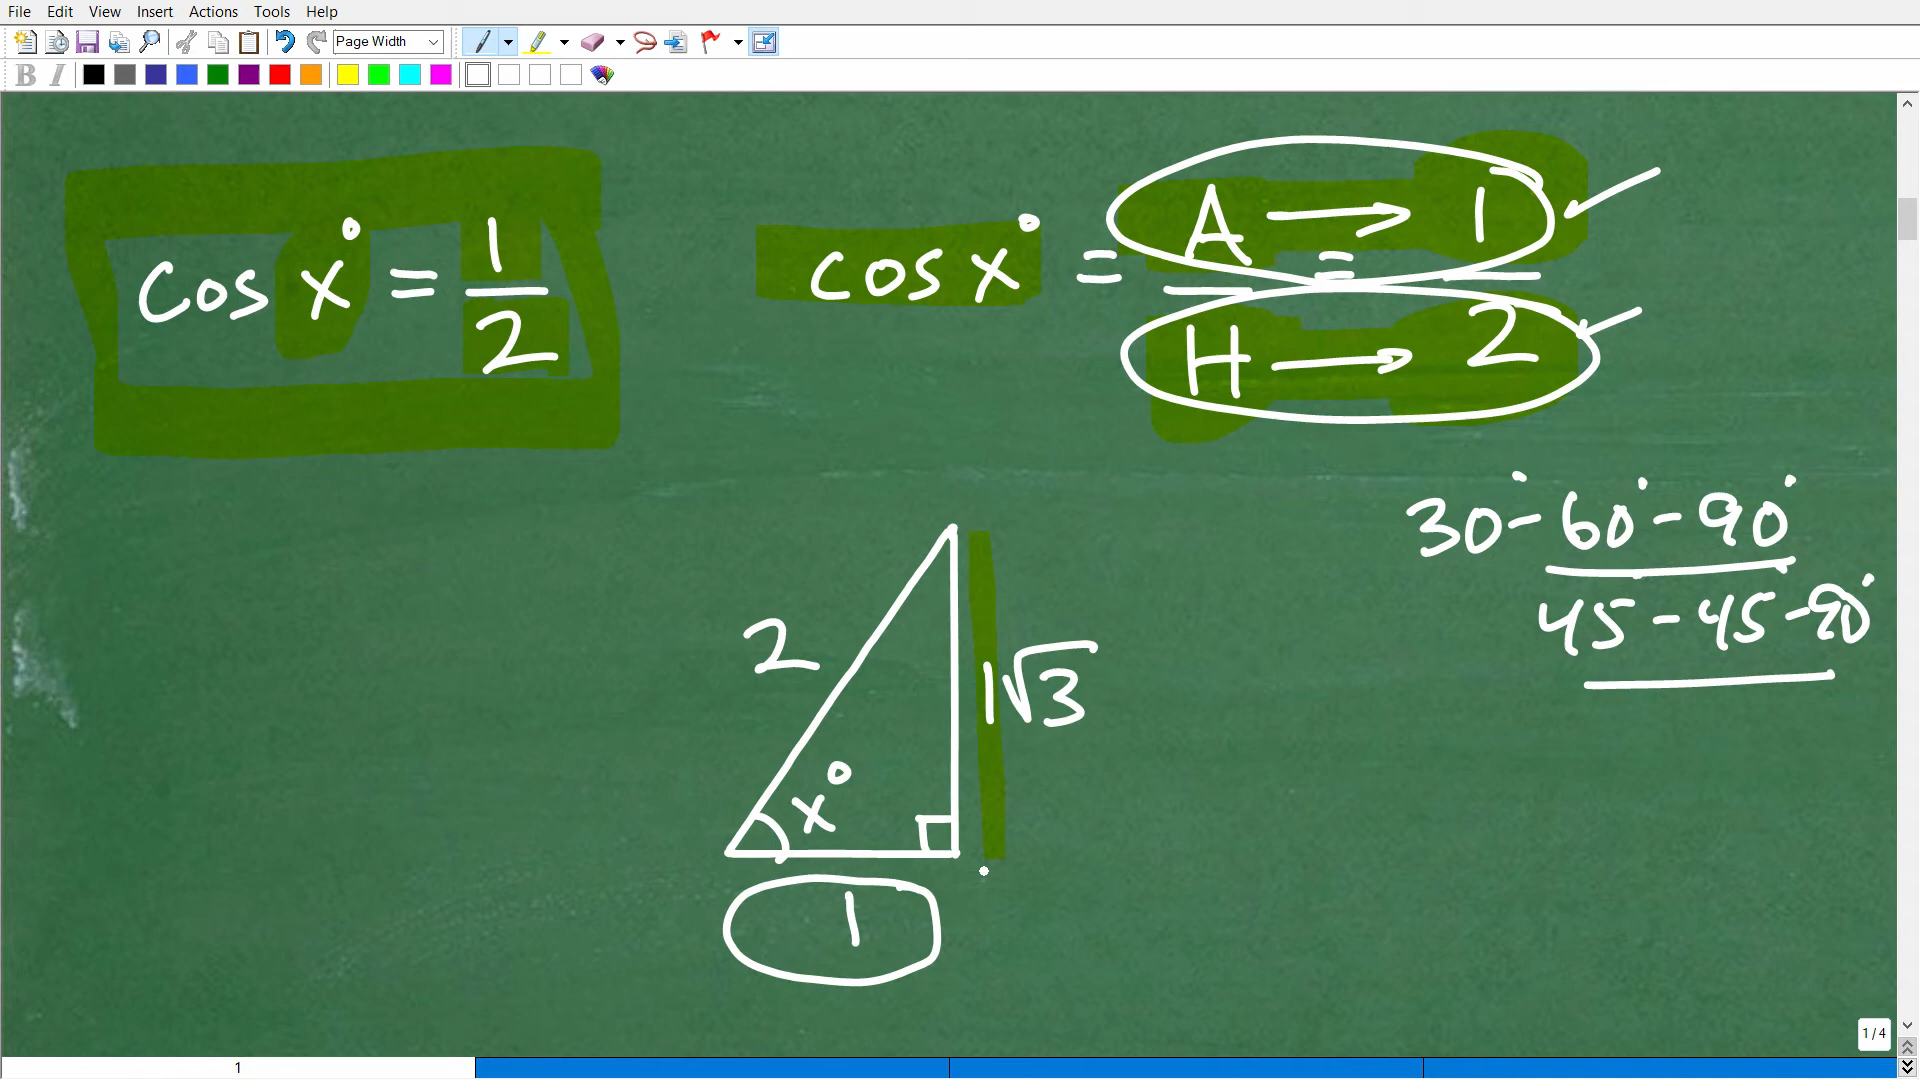 File Edit View Insert Actions Tools Help
Page Width
B I
cos x° = 1/2
cos x° = A → 1 = H → 2
30° - 60° - 90°
45 - 45 - 90°
2
1√3
x°
1
1 / 4
1